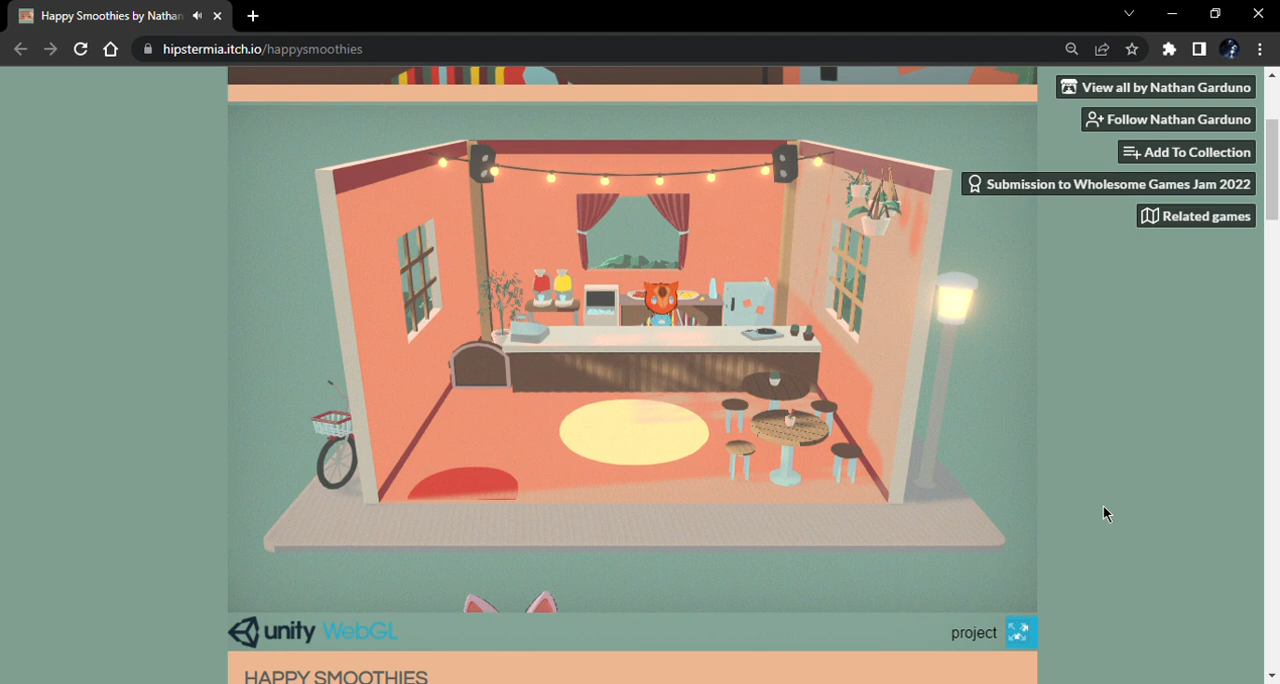 Happy Smoothies by Nathan
hipstermia.itch.io/happysmoothies
View all by Nathan Garduno
Follow Nathan Garduno
Add To Collection
Submission to Wholesome Games Jam 2022
Related games
unity WebGL
project
HAPPY SMOOTHIES